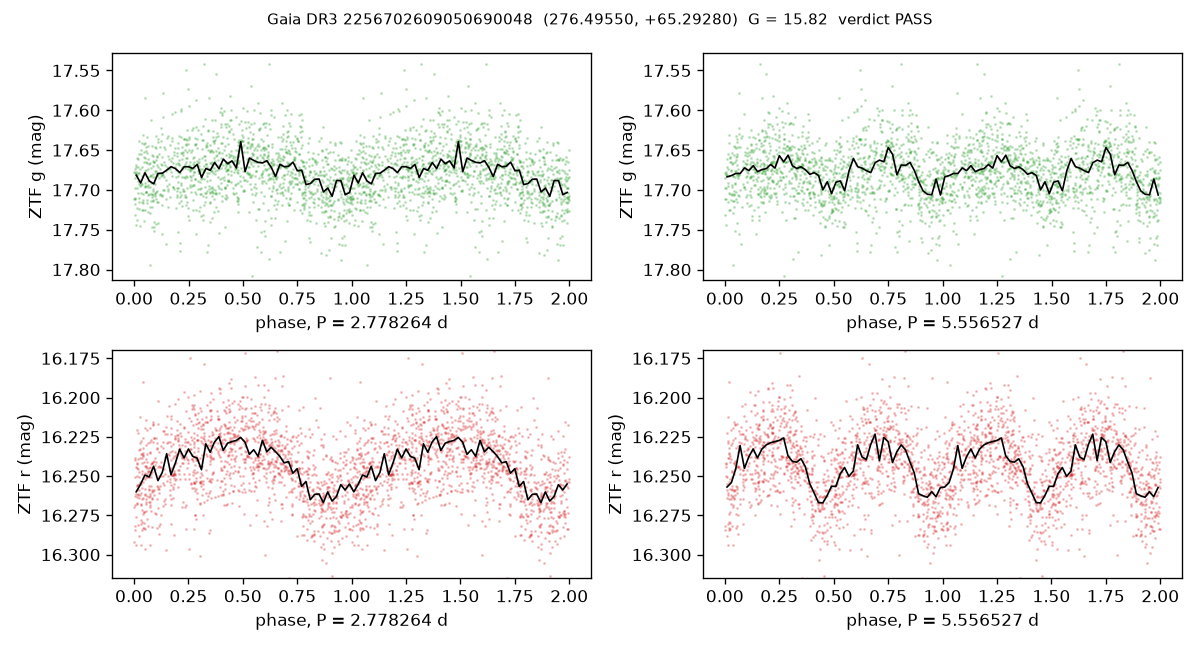 Gaia DR3 2256702609050690048  (276.49550, +65.29280)  G = 15.82  verdict PASS
ZTF g (mag)
17.55
17.60
17.65
17.70
17.75
17.80
0.00 0.25 0.50 0.75 1.00 1.25 1.50 1.75 2.00
phase, P = 2.778264 d
ZTF g (mag)
17.55
17.60
17.65
17.70
17.75
17.80
0.00 0.25 0.50 0.75 1.00 1.25 1.50 1.75 2.00
phase, P = 5.556527 d
ZTF r (mag)
16.175
16.200
16.225
16.250
16.275
16.300
0.00 0.25 0.50 0.75 1.00 1.25 1.50 1.75 2.00
phase, P = 2.778264 d
ZTF r (mag)
16.175
16.200
16.225
16.250
16.275
16.300
0.00 0.25 0.50 0.75 1.00 1.25 1.50 1.75 2.00
phase, P = 5.556527 d